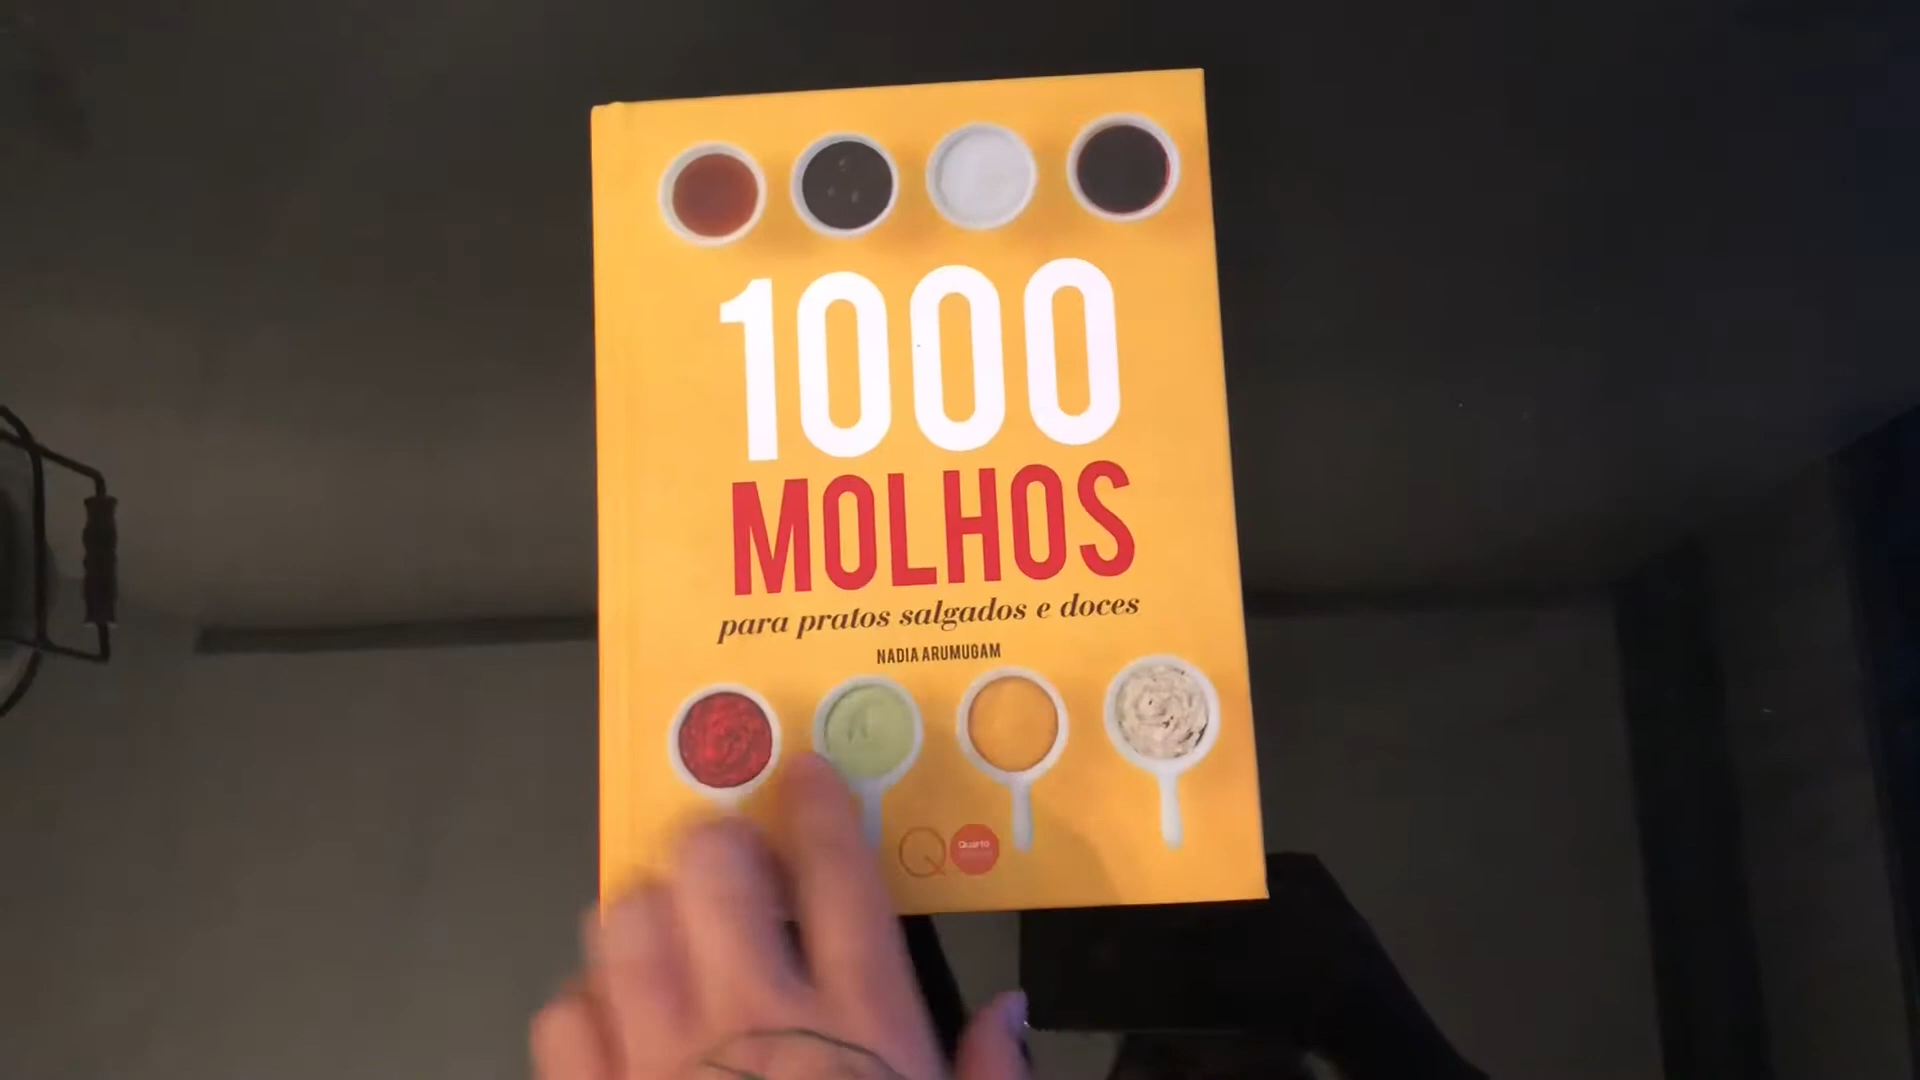 1000
MOLHOS
para pratos salgados e doces
NADIA ARUMUGAM
Q
Quarto